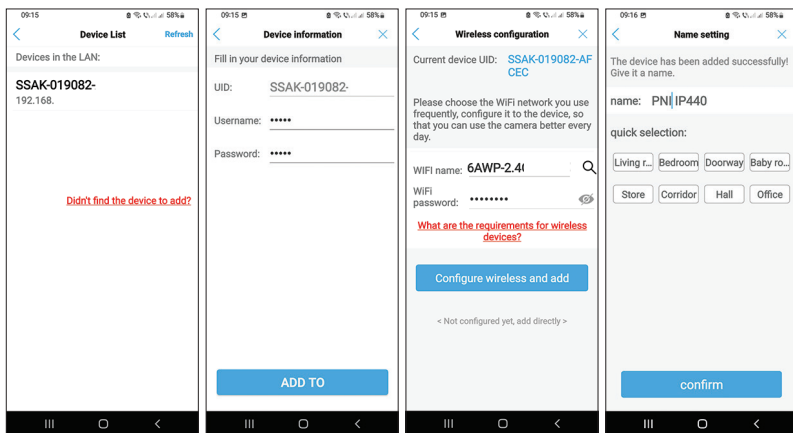 09:15
58%
Device List
Refresh
Devices in the LAN:
SSAK-019082-
192.168.
Didn't find the device to add?
09:15
58%
Device information
Fill in your device information
UID: SSAK-019082-
Username: •••••
Password: •••••
ADD TO
09:15
58%
Wireless configuration
Current device UID: SSAK-019082-AF
CEC
Please choose the WiFi network you use
frequently, configure it to the device, so
that you can use the camera better every
day.
WIFI name: 6AWP-2.4
WiFi
password: ••••••••
What are the requirements for wireless
devices?
Configure wireless and add
< Not configured yet, add directly >
09:16
58%
Name setting
The device has been added successfully!
Give it a name.
name: PNI IP440
quick selection:
Living r... Bedroom Doorway Baby ro...
Store Corridor Hall Office
confirm